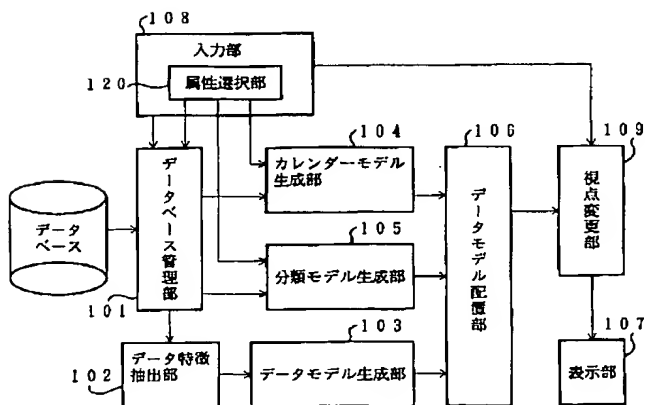 108
入力部
120
属性選択部
104
106
109
カレンダーモデル
生成部
データベース管理部
データモデル配置部
視点変更部
データ
ベース
105
分類モデル生成部
101
103
107
102
データ特徴
抽出部
データモデル生成部
表示部